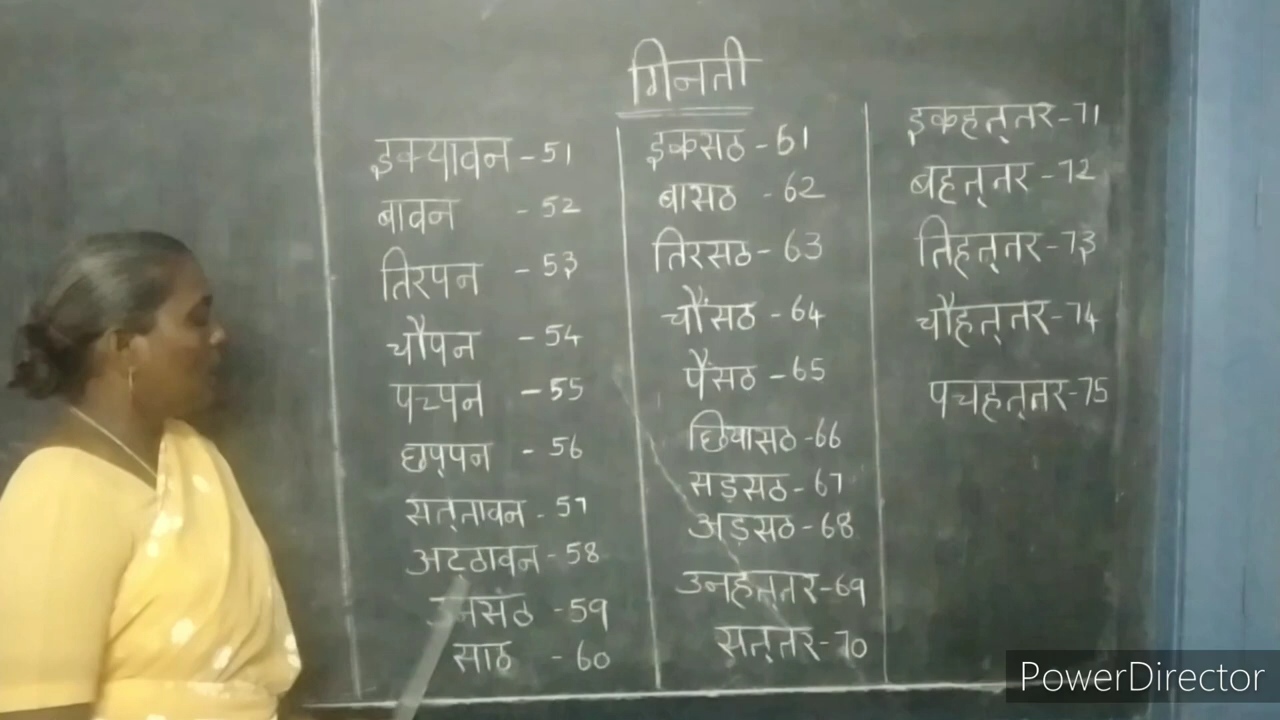 गिनती
इक्यावन - 51
बावन - 52
तिरपन - 53
चौपन - 54
पच्पन - 55
छप्पन - 56
सत्तावन - 57
अटठावन - 58
उनसंठ - 59
साठ - 60
इकसठ - 61
बासठ - 62
तिरसठ - 63
चौंसठ - 64
पैंसठ - 65
छियासठ - 66
सड़सठ - 67
अड़सठ - 68
उनहत्तर - 69
सत्तर - 70
इकहत्तर - 71
बहत्तर - 72
तिहत्तर - 73
चौहत्तर - 74
पचहत्तर - 75
PowerDirector